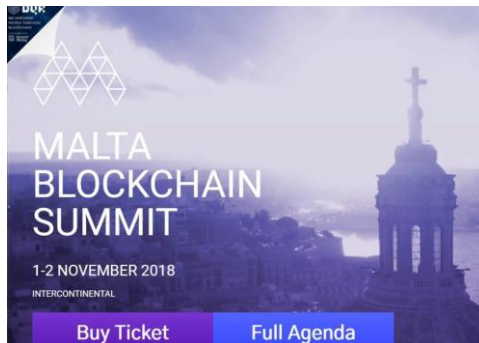 MALTA
BLOCKCHAIN
SUMMIT
1-2 NOVEMBER 2018
INTERCONTINENTAL
Buy Ticket
Full Agenda